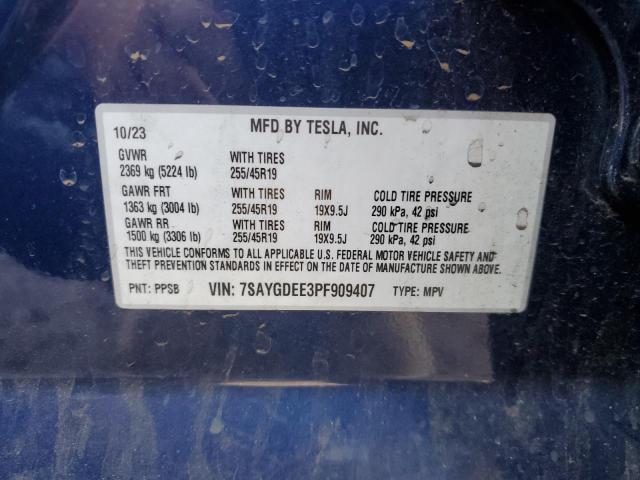 10/23 MFD BY TESLA, INC.
GVWR WITH TIRES
2369 kg (5224 lb) 255/45R19
GAWR FRT WITH TIRES RIM COLD TIRE PRESSURE
1363 kg (3004 lb) 255/45R19 19X9.5J 290 kPa, 42 psi
GAWR RR WITH TIRES RIM COLD TIRE PRESSURE
1500 kg (3306 lb) 255/45R19 19X9.5J 290 kPa, 42 psi
THIS VEHICLE CONFORMS TO ALL APPLICABLE U.S. FEDERAL MOTOR VEHICLE SAFETY AND
THEFT PREVENTION STANDARDS IN EFFECT ON THE DATE OF MANUFACTURE SHOWN ABOVE.
PNT: PPSB VIN: 7SAYGDEE3PF909407 TYPE: MPV